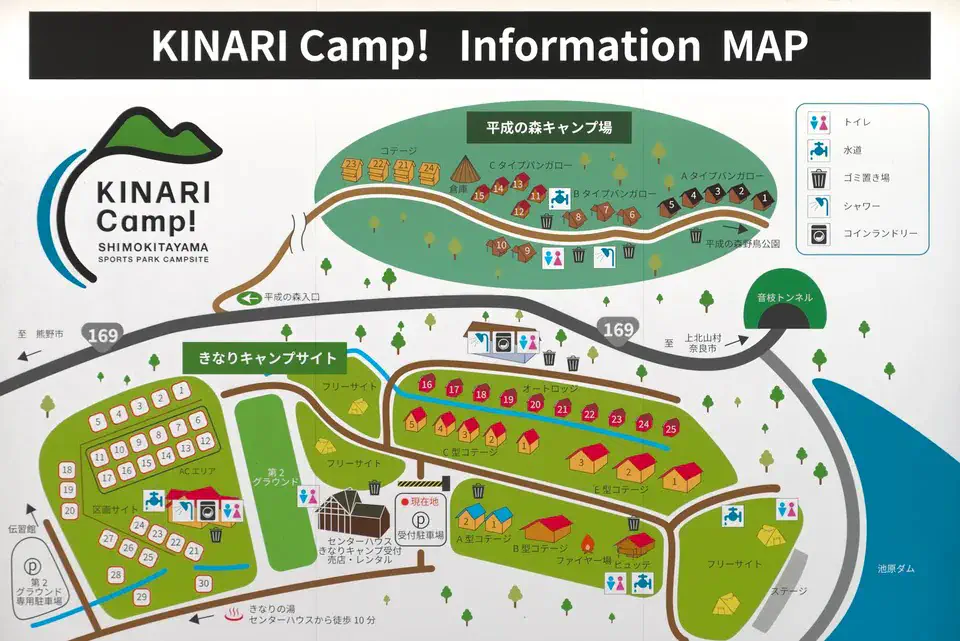 KINARI Camp! Information MAP
KINARI
Camp!
SHIMOKITAYAMA
SPORTS PARK CAMPSITE
平成の森キャンプ場
コテージ
23 22 21 24
倉庫
Cタイプバンガロー
15 14 13 11
12
Bタイプバンガロー
8 7 6
10 9
Aタイプバンガロー
5 4 3 2 1
平成の森野鳥公園
トイレ
水道
ゴミ置き場
シャワー
コインランドリー
平成の森入口
至 熊野市
169
169
至 上北山村
奈良市
音枝トンネル
きなりキャンプサイト
5 4 3 2 1
11 10 9 8 7 6
17 16 15 14 13 12
ACエリア
18
19
20
区画サイト
27 26 25 24 23 22 21
28
29
30
第2
グラウンド
フリーサイト
フリーサイト
オートロッジ
16 17 18 19 20 21 22 23 24 25
5 4 3 2 1
C型コテージ
3 2 1
E型コテージ
2 1
A型コテージ
B型コテージ
ファイヤー場
ヒュッテ
フリーサイト
ステージ
池原ダム
現在地
P
受付駐車場
センターハウス
きなりキャンプ受付
売店・レンタル
伝習館
P
第2
グラウンド
専用駐車場
きなりの湯
センターハウスから徒歩10分